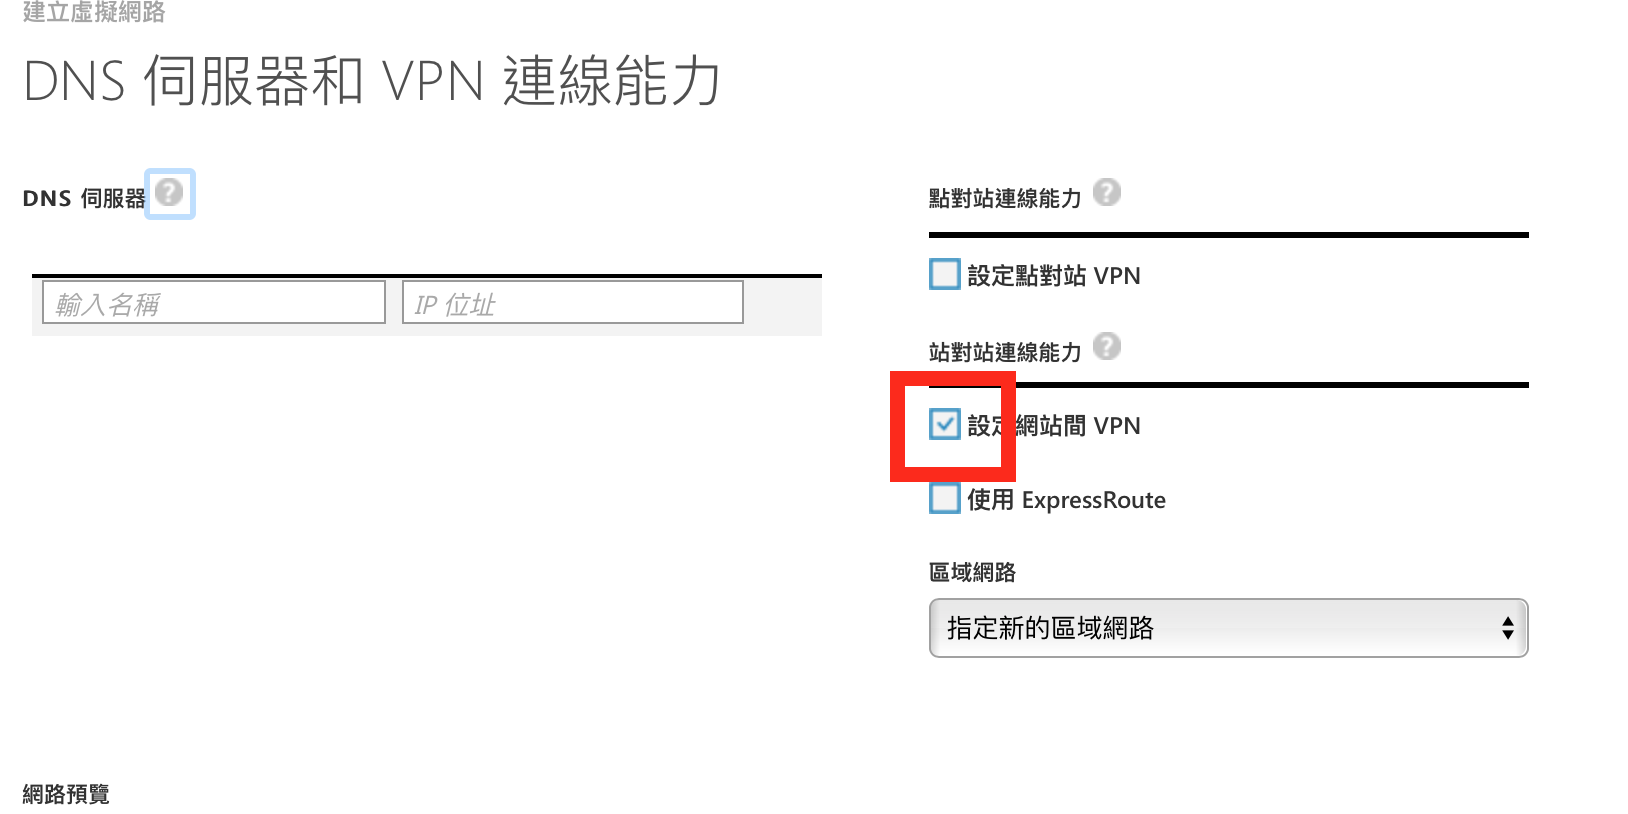 建立虛擬網路
DNS 伺服器和 VPN 連線能力
DNS 伺服器 ?
輸入名稱 IP 位址
點對站連線能力 ?
設定點對站 VPN
站對站連線能力 ?
設定網站間 VPN
使用 ExpressRoute
區域網路
指定新的區域網路
網路預覽